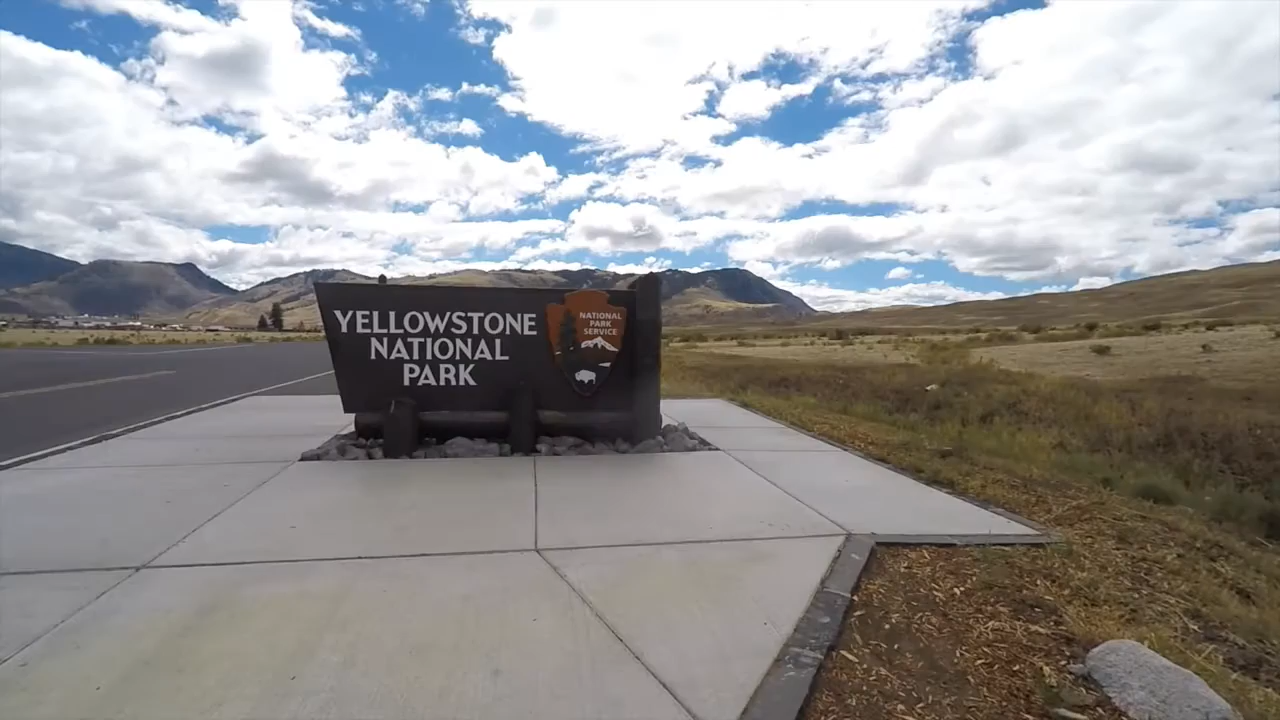 YELLOWSTONE
NATIONAL
PARK
NATIONAL
PARK
SERVICE